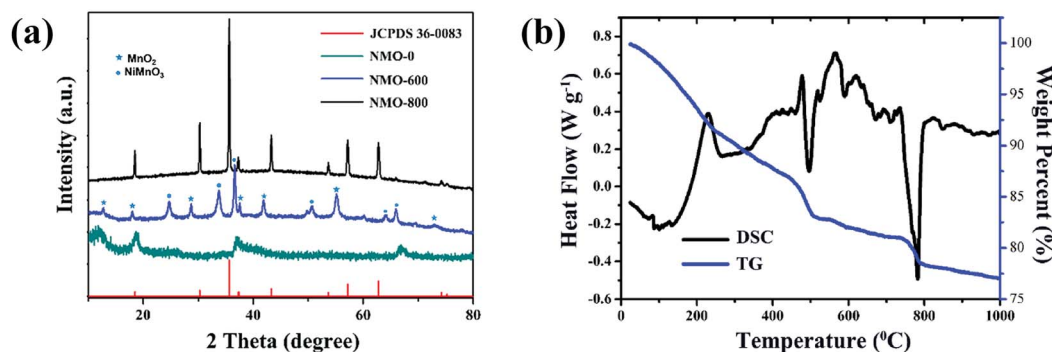 (a)
JCPDS 36-0083
NMO-0
NMO-600
NMO-800
MnO₂
NiMnO₃
Intensity (a.u.)
20 40 60 80
2 Theta (degree)
(b)
0.8
0.6
0.4
0.2
0.0
-0.2
-0.4
-0.6
Heat Flow (W g⁻¹)
DSC
TG
100
95
90
85
80
75
Weight Percent (%)
0 200 400 600 800 1000
Temperature (⁰C)